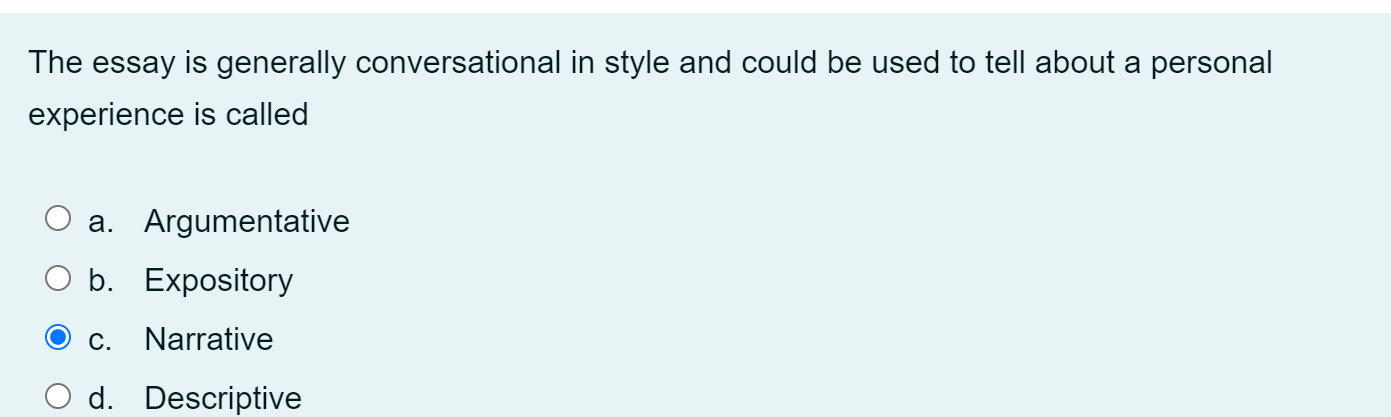 The essay is generally conversational in style and could be used to tell about a personal
experience is called
a. Argumentative
b. Expository
c. Narrative
d. Descriptive